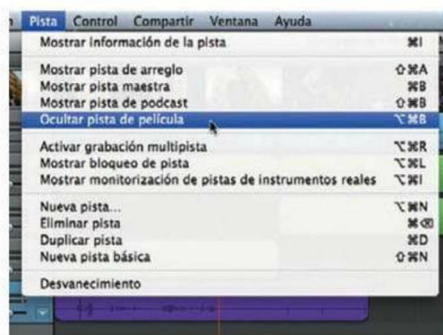 Pista Control Compartir Ventana Ayuda
Mostrar información de la pista ⌘I
Mostrar pista de arreglo ⇧⌘A
Mostrar pista maestra ⌘B
Mostrar pista de podcast ⇧⌘B
Ocultar pista de película ⌥⌘B
Activar grabación multipista ⌥⌘R
Mostrar bloqueo de pista ⌥⌘L
Mostrar monitorización de pistas de instrumentos reales ⌥⌘I
Nueva pista... ⌥⌘N
Eliminar pista ⌘⌫
Duplicar pista ⌘D
Nueva pista básica ⇧⌘N
Desvanecimiento